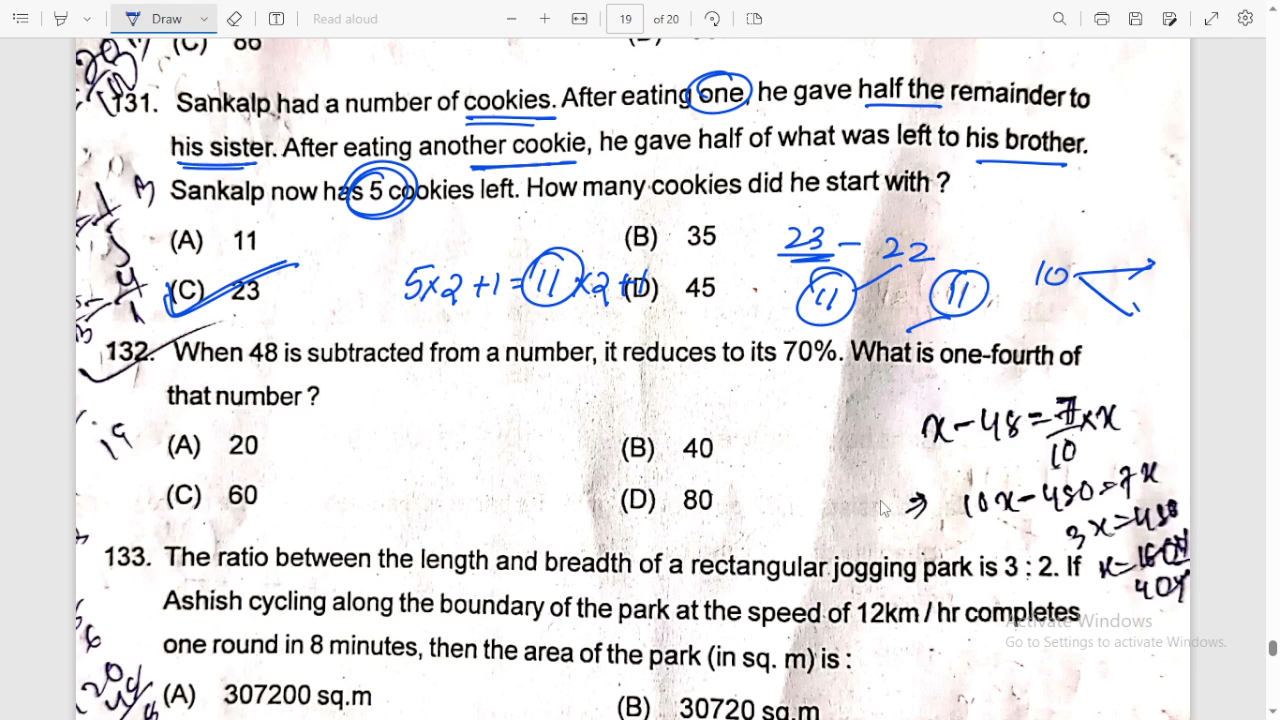 Draw
Read aloud
19 of 20
(C) 88
131. Sankalp had a number of cookies. After eating one, he gave half the remainder to
his sister. After eating another cookie, he gave half of what was left to his brother.
Sankalp now has 5 cookies left. How many cookies did he start with ?
(A) 11
(B) 35
23 - 22
(C) 23
5x2+1=11x2+1
(D) 45
11
11
10
132. When 48 is subtracted from a number, it reduces to its 70%. What is one-fourth of
that number ?
x-48=7/10 x x
(A) 20
(B) 40
(C) 60
(D) 80
⇒ 10x-480=7x
3x=480
133. The ratio between the length and breadth of a rectangular jogging park is 3 : 2. If
Ashish cycling along the boundary of the park at the speed of 12km / hr completes
one round in 8 minutes, then the area of the park (in sq. m) is :
(A) 307200 sq.m
(B) 30720 sq.m
Activate Windows
Go to Settings to activate Windows.